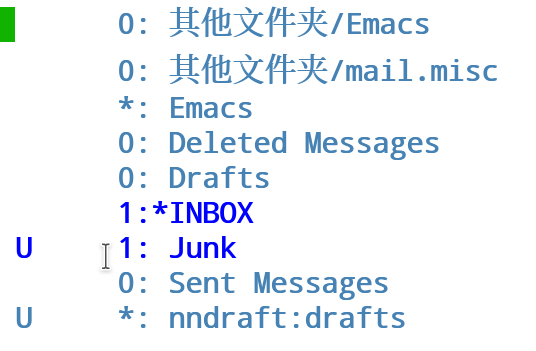 0: 其他文件夹/Emacs
0: 其他文件夹/mail.misc
*: Emacs
0: Deleted Messages
0: Drafts
1:*INBOX
U 1: Junk
0: Sent Messages
U *: nndraft:drafts